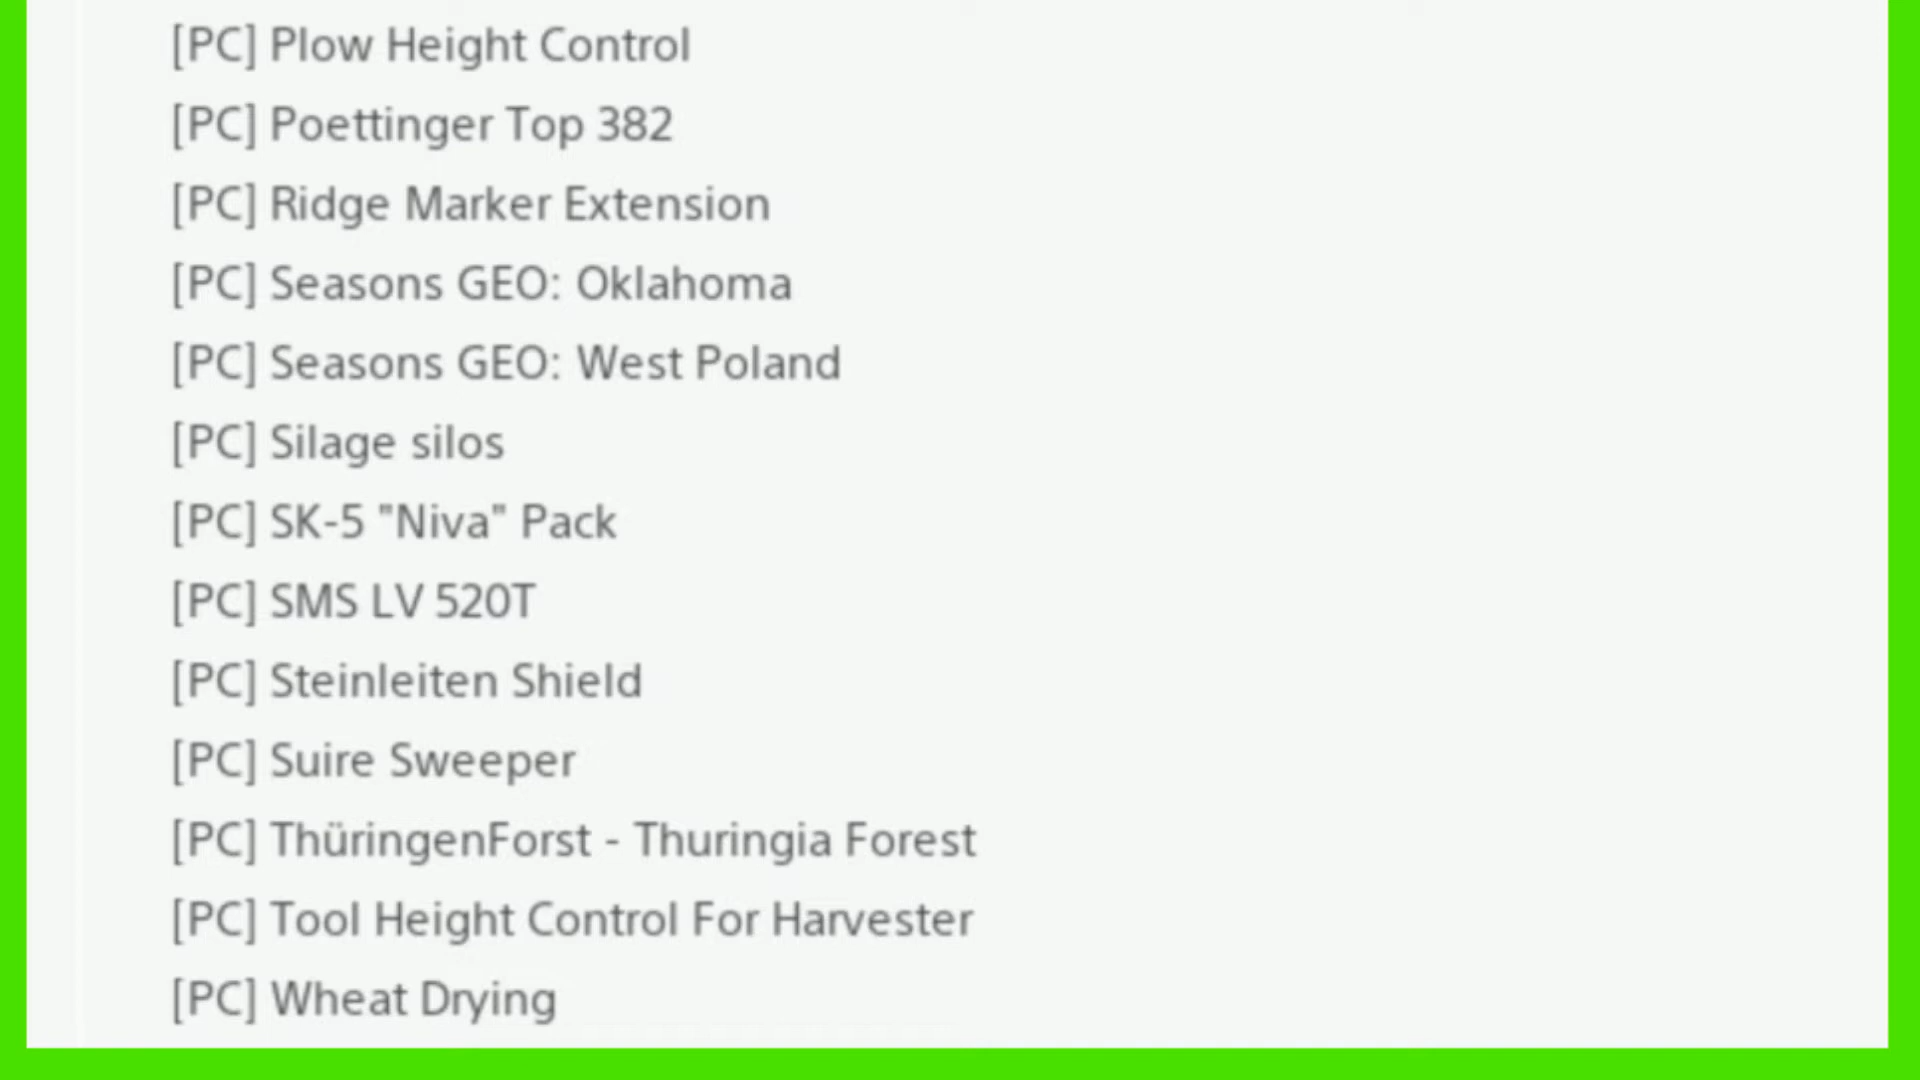 [PC] Plow Height Control
[PC] Poettinger Top 382
[PC] Ridge Marker Extension
[PC] Seasons GEO: Oklahoma
[PC] Seasons GEO: West Poland
[PC] Silage silos
[PC] SK-5 "Niva" Pack
[PC] SMS LV 520T
[PC] Steinleiten Shield
[PC] Suire Sweeper
[PC] ThüringenForst - Thuringia Forest
[PC] Tool Height Control For Harvester
[PC] Wheat Drying